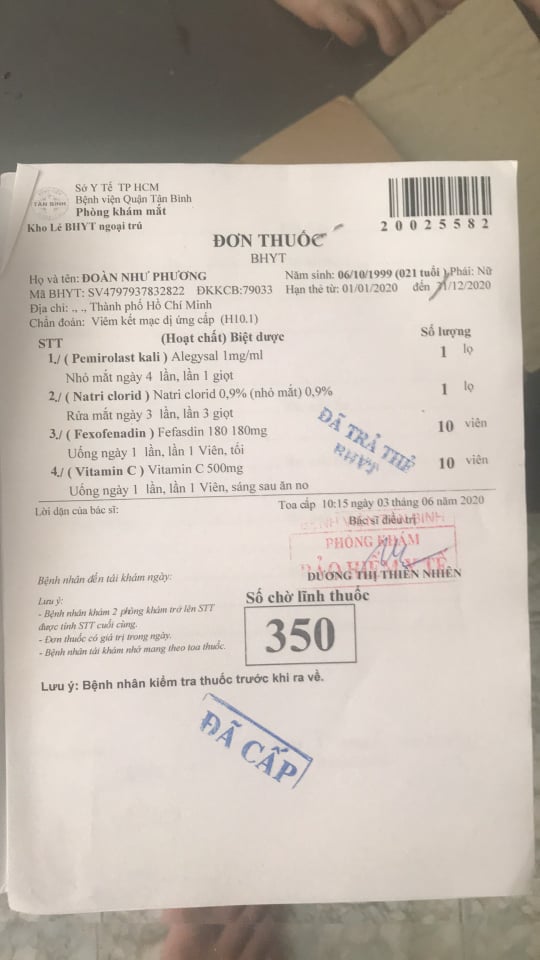 Sở Y Tế TP HCM
Bệnh viện Quận Tân Bình
TÂN BÌNH
Phòng khám mắt
Kho Lẻ BHYT ngoại trú
20025582
ĐƠN THUỐC
BHYT
Họ và tên: ĐOÀN NHƯ PHƯƠNG Năm sinh: 06/10/1999 (021 tuổi ) Phái: Nữ
Mã BHYT: SV4797937832822 ĐKKCB:79033 Hạn thẻ từ: 01/01/2020 đến 31/12/2020
Địa chỉ: ., ., Thành phố Hồ Chí Minh
Chẩn đoán: Viêm kết mạc dị ứng cấp (H10.1)
STT (Hoạt chất) Biệt dược Số lượng
1./ ( Pemirolast kali ) Alegysal 1mg/ml 1 lọ
Nhỏ mắt ngày 4 lần, lần 1 giọt
2./ ( Natri clorid ) Natri clorid 0,9% (nhỏ mắt) 0,9% 1 lọ
Rửa mắt ngày 3 lần, lần 3 giọt
3./ ( Fexofenadin ) Fefasdin 180 180mg 10 viên
Uống ngày 1 lần, lần 1 Viên, tối
4./ ( Vitamin C ) Vitamin C 500mg 10 viên
Uống ngày 1 lần, lần 1 Viên, sáng sau ăn no
ĐÃ TRẢ THẺ
BHYT
Lời dặn của bác sĩ: Toa cấp 10:15 ngày 03 tháng 06 năm 2020
Bác sĩ điều trị
PHÒNG KHÁM
BẢO HIỂM Y TẾ
DƯƠNG THỊ THIÊN NHIÊN
Bệnh nhân đến tái khám ngày:
Số chờ lĩnh thuốc
350
Lưu ý:
- Bệnh nhân khám 2 phòng khám trở lên STT
được tính STT cuối cùng.
- Đơn thuốc có giá trị trong ngày.
- Bệnh nhân tái khám nhớ mang theo toa thuốc.
Lưu ý: Bệnh nhân kiểm tra thuốc trước khi ra về.
ĐÃ CẤP